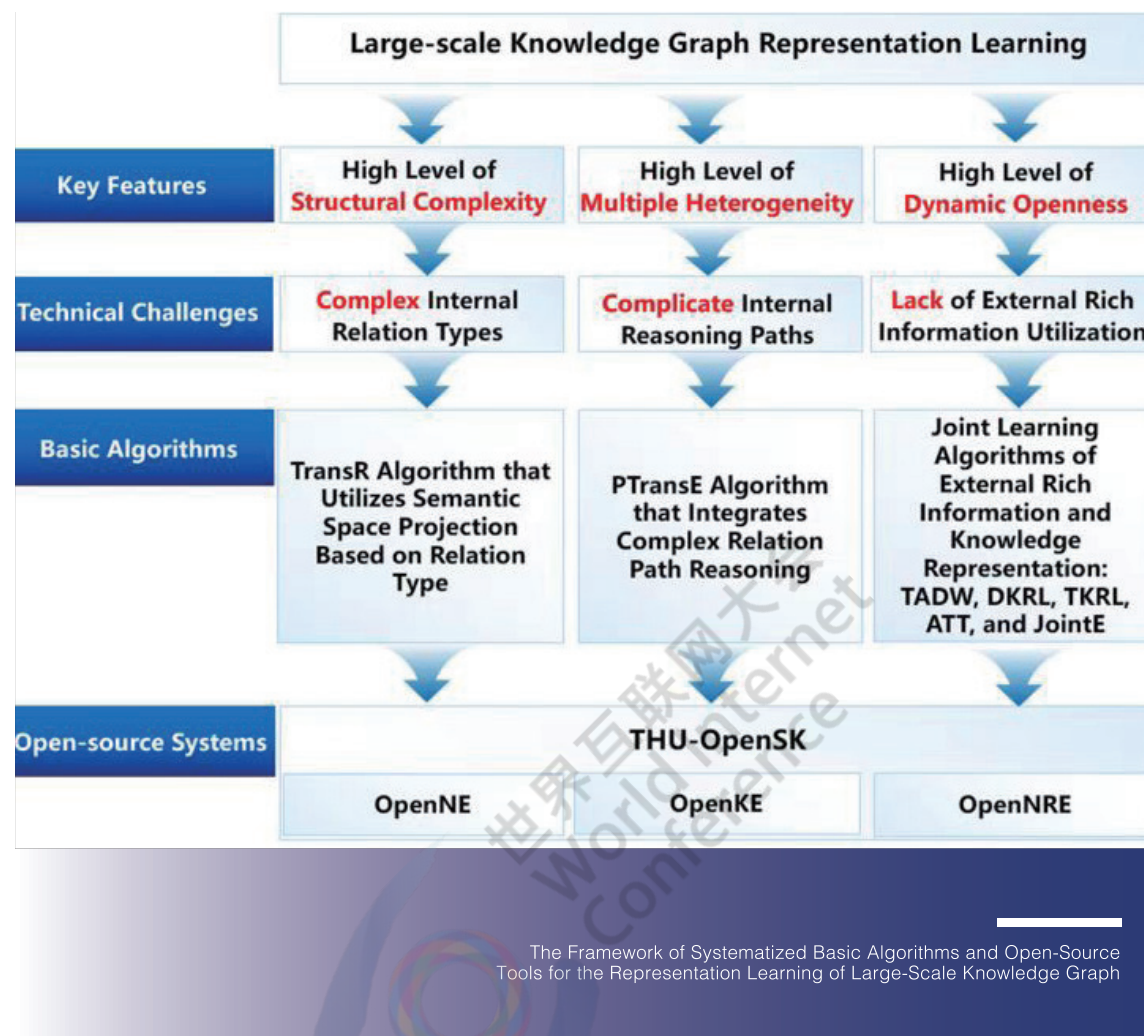 Large-scale Knowledge Graph Representation Learning
Key Features
High Level of
Structural Complexity
High Level of
Multiple Heterogeneity
High Level of
Dynamic Openness
Technical Challenges
Complex Internal
Relation Types
Complicate Internal
Reasoning Paths
Lack of External Rich
Information Utilization
Basic Algorithms
TransR Algorithm that
Utilizes Semantic
Space Projection
Based on Relation
Type
PTransE Algorithm
that Integrates
Complex Relation
Path Reasoning
Joint Learning
Algorithms of
External Rich
Information and
Knowledge
Representation:
TADW, DKRL, TKRL,
ATT, and JointE
Open-source Systems
THU-OpenSK
OpenNE
OpenKE
OpenNRE
世界互联网大会
World Internet
Conference
The Framework of Systematized Basic Algorithms and Open-Source
Tools for the Representation Learning of Large-Scale Knowledge Graph